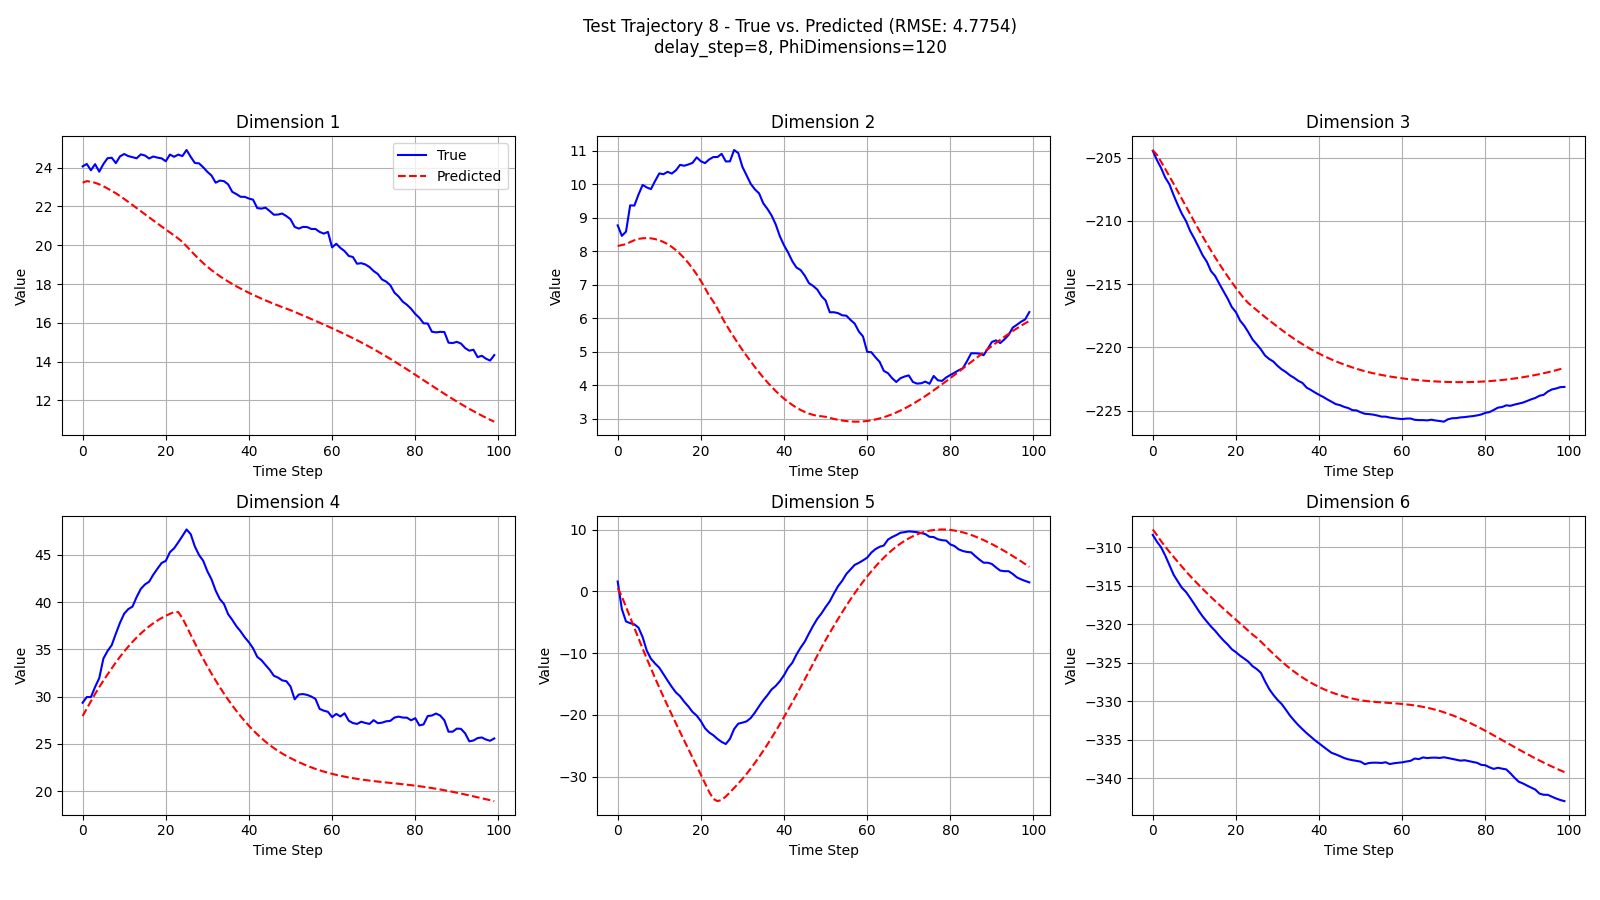 Test Trajectory 8 - True vs. Predicted (RMSE: 4.7754)
delay_step=8, PhiDimensions=120
Dimension 1
Value
24
22
20
18
16
14
12
True
Predicted
0 20 40 60 80 100
Time Step
Dimension 2
Value
11
10
9
8
7
6
5
4
3
0 20 40 60 80 100
Time Step
Dimension 3
Value
−205
−210
−215
−220
−225
0 20 40 60 80 100
Time Step
Dimension 4
Value
45
40
35
30
25
20
0 20 40 60 80 100
Time Step
Dimension 5
Value
10
0
−10
−20
−30
0 20 40 60 80 100
Time Step
Dimension 6
Value
−310
−315
−320
−325
−330
−335
−340
0 20 40 60 80 100
Time Step